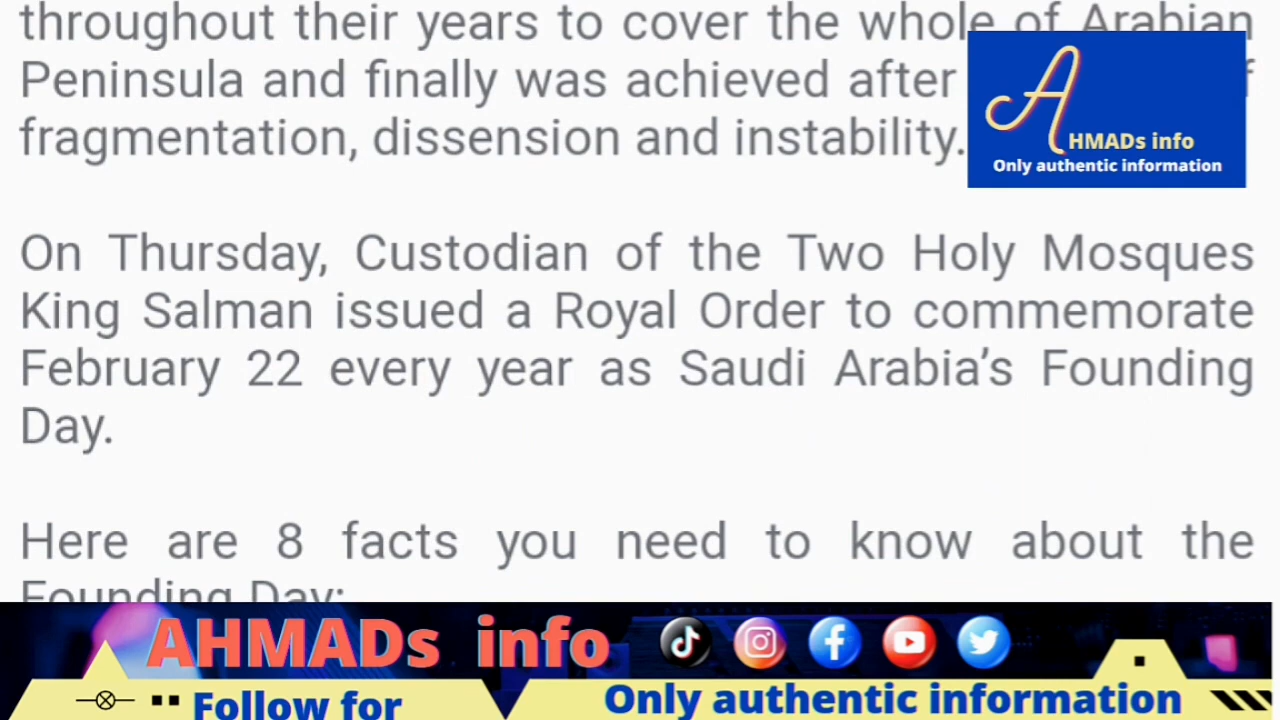 throughout their years to cover the whole of Arabian
Peninsula and finally was achieved after
fragmentation, dissension and instability.
AHMADs info
Only authentic information
On Thursday, Custodian of the Two Holy Mosques
King Salman issued a Royal Order to commemorate
February 22 every year as Saudi Arabia’s Founding
Day.
Here are 8 facts you need to know about the
Founding Day:
AHMADs info
Follow for
Only authentic information